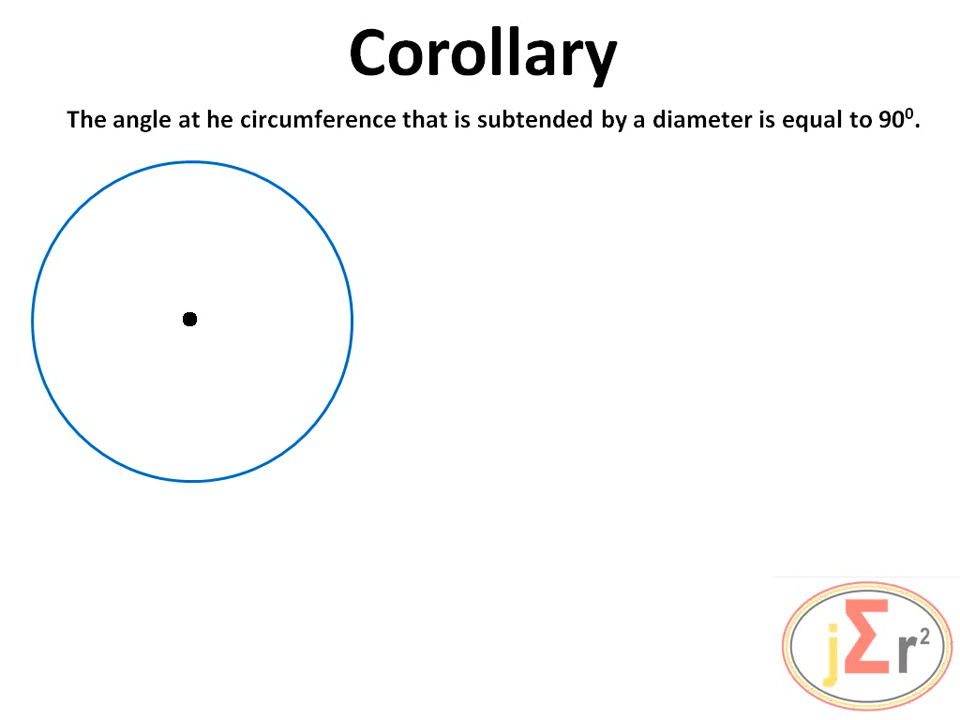 Corollary
The angle at he circumference that is subtended by a diameter is equal to 90⁰.
jΣr²